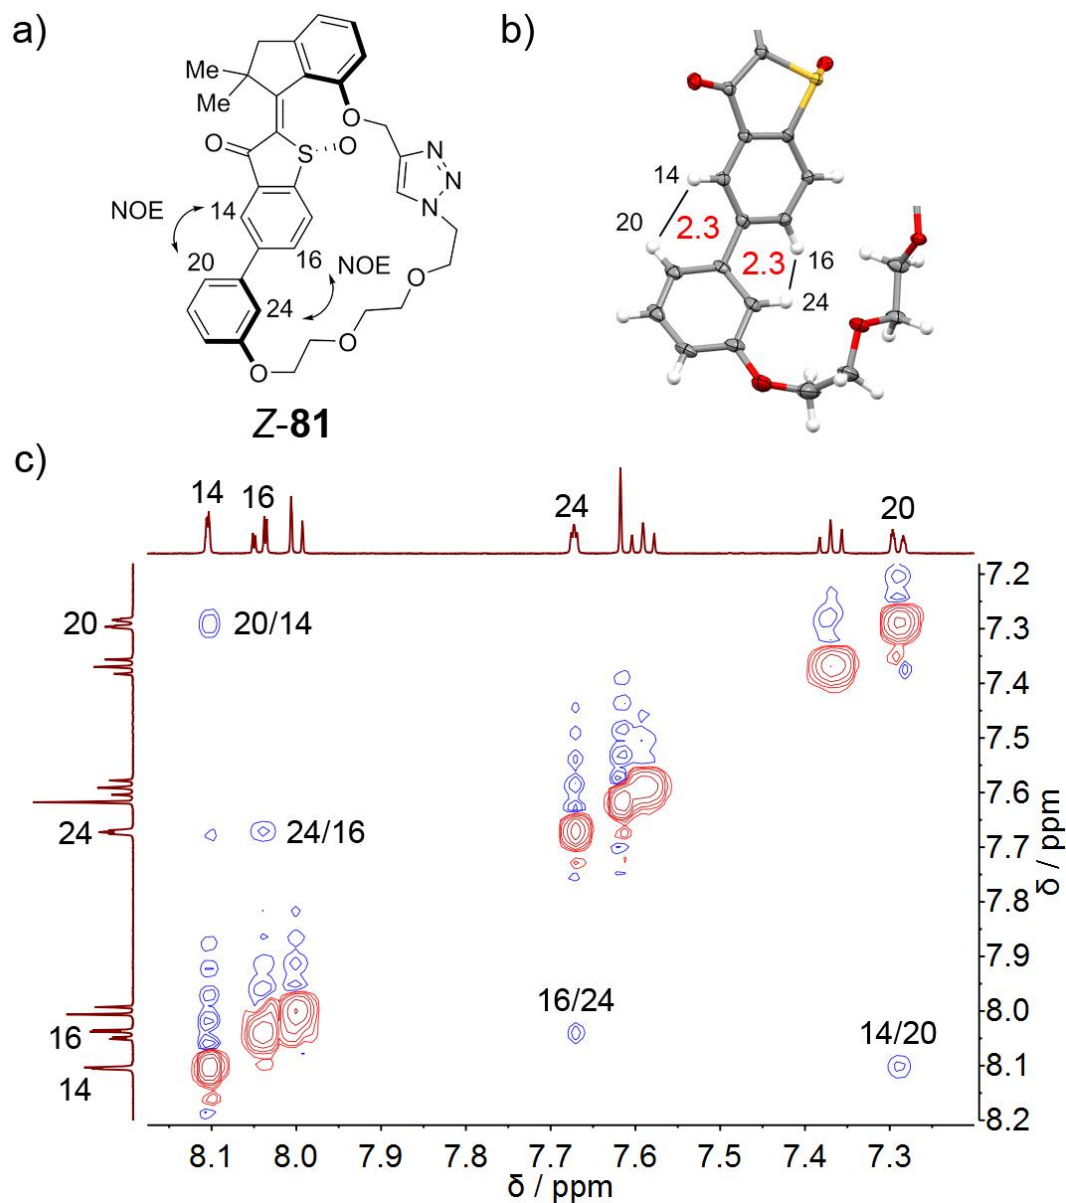 a)
Me
Me
O
O
S
O
N
N
N
NOE
14
20
16
NOE
24
O
O
O
Z-81
b)
14
20
2.3
2.3
16
24
c)
14 16 24 20
20 20/14
24 24/16
16 16/24
14 14/20
7.2
7.3
7.4
7.5
7.6
7.7
7.8
7.9
8.0
8.1
8.2
δ / ppm
8.1 8.0 7.9 7.8 7.7 7.6 7.5 7.4 7.3
δ / ppm